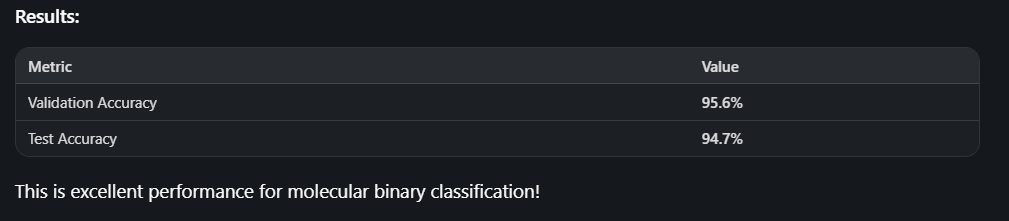 Results:
Metric Value
Validation Accuracy 95.6%
Test Accuracy 94.7%
This is excellent performance for molecular binary classification!